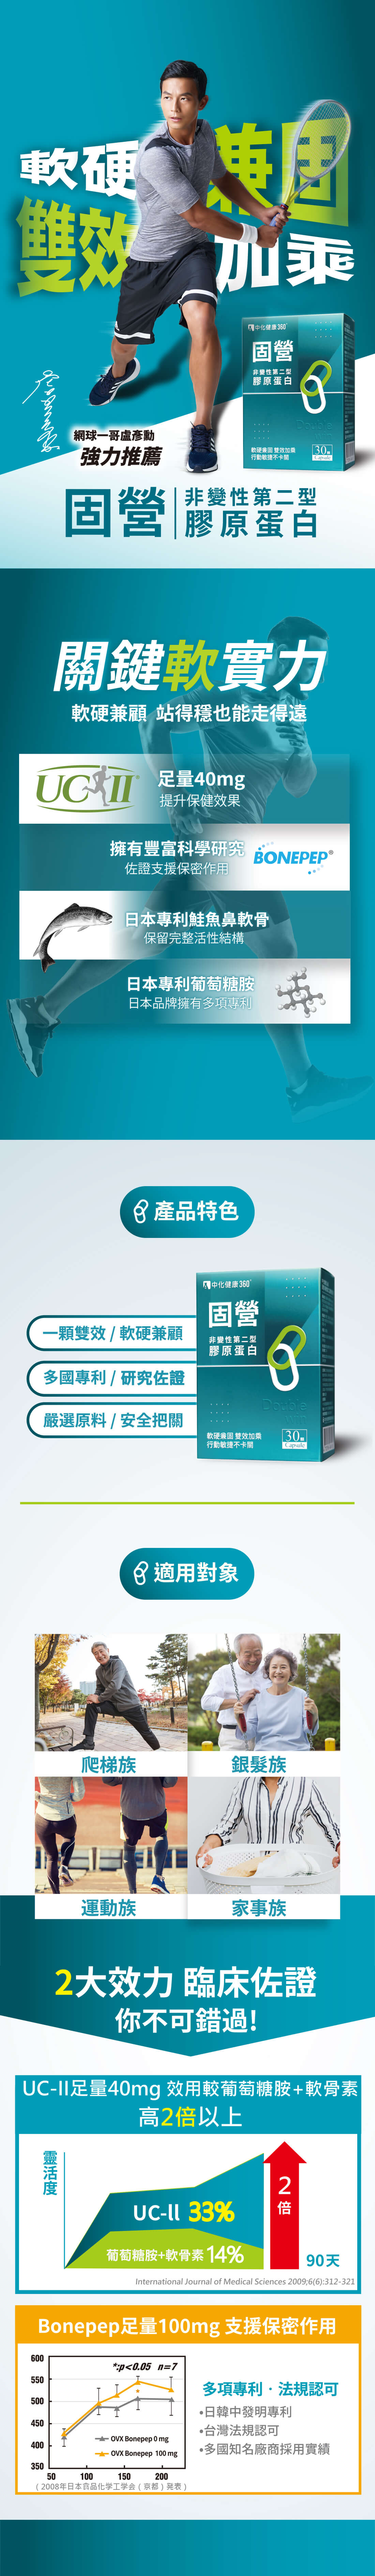 軟硬兼固
雙效加乘
中化健康360°
固營
非變性第二型
膠原蛋白
軟硬兼固 雙效加乘
行動敏捷不卡關
30顆
Capsule
網球一哥盧彥勳
強力推薦
固營
非變性第二型
膠原蛋白
關鍵軟實力
軟硬兼顧 站得穩也能走得遠
UC-II
足量40mg
提升保健效果
擁有豐富科學研究
佐證支援保密作用
BONEPEP®
日本專利鮭魚鼻軟骨
保留完整活性結構
日本專利葡萄糖胺
日本品牌擁有多項專利
產品特色
一顆雙效 / 軟硬兼顧
多國專利 / 研究佐證
嚴選原料 / 安全把關
中化健康360°
固營
非變性第二型
膠原蛋白
Double
軟硬兼固 雙效加乘
行動敏捷不卡關
30顆
Capsule
適用對象
爬梯族
銀髮族
運動族
家事族
2大效力 臨床佐證
你不可錯過!
UC-II足量40mg 效用較葡萄糖胺+軟骨素
高2倍以上
靈活度
UC-ll 33%
葡萄糖胺+軟骨素 14%
2倍
90天
International Journal of Medical Sciences 2009;6(6):312-321
Bonepep足量100mg 支援保密作用
600
550
500
450
400
350
*:p<0.05 n=7
*
OVX Bonepep 0 mg
OVX Bonepep 100 mg
50 100 150 200
( 2008年日本食品化学工学会 ( 京都 ) 発表 )
多項專利．法規認可
•日韓中發明專利
•台灣法規認可
•多國知名廠商採用實績